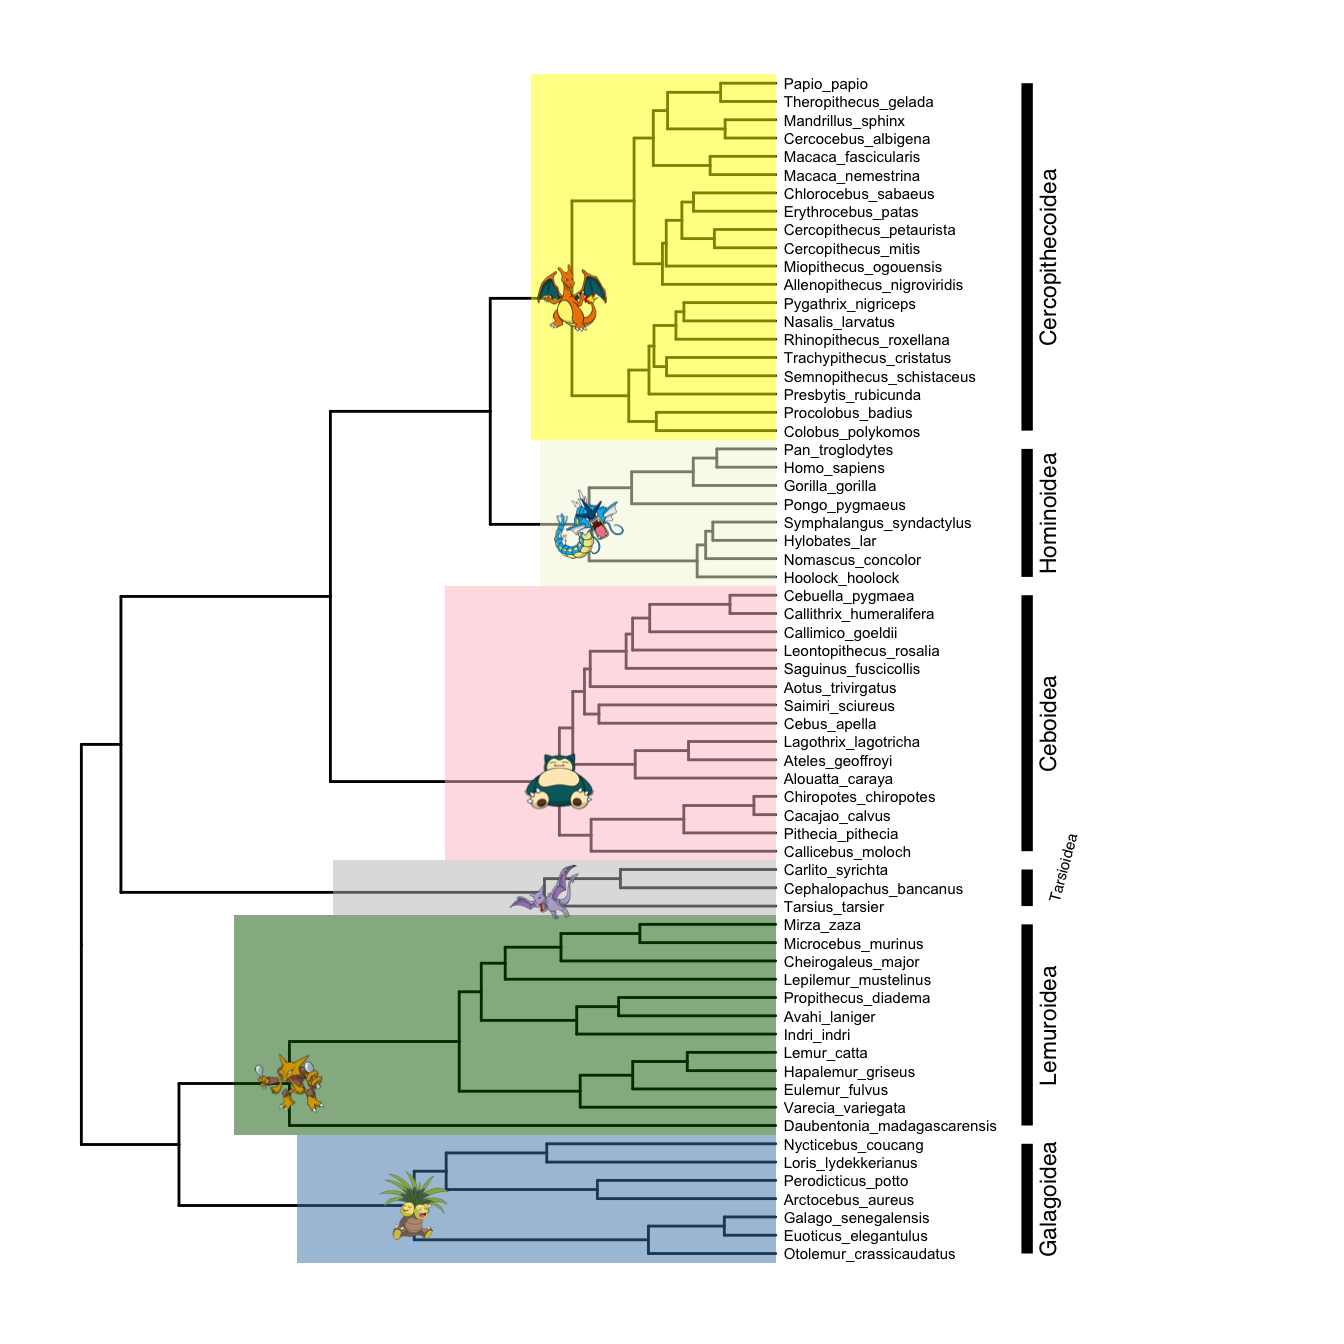 Papio_papio
Theropithecus_gelada
Mandrillus_sphinx
Cercocebus_albigena
Macaca_fascicularis
Macaca_nemestrina
Chlorocebus_sabaeus
Erythrocebus_patas
Cercopithecus_petaurista
Cercopithecus_mitis
Miopithecus_ogouensis
Allenopithecus_nigroviridis
Pygathrix_nigriceps
Nasalis_larvatus
Rhinopithecus_roxellana
Trachypithecus_cristatus
Semnopithecus_schistaceus
Presbytis_rubicunda
Procolobus_badius
Colobus_polykomos
Cercopithecoidea
Pan_troglodytes
Homo_sapiens
Gorilla_gorilla
Pongo_pygmaeus
Symphalangus_syndactylus
Hylobates_lar
Nomascus_concolor
Hoolock_hoolock
Hominoidea
Cebuella_pygmaea
Callithrix_humeralifera
Callimico_goeldii
Leontopithecus_rosalia
Saguinus_fuscicollis
Aotus_trivirgatus
Saimiri_sciureus
Cebus_apella
Lagothrix_lagotricha
Ateles_geoffroyi
Alouatta_caraya
Chiropotes_chiropotes
Cacajao_calvus
Pithecia_pithecia
Callicebus_moloch
Ceboidea
Carlito_syrichta
Cephalopachus_bancanus
Tarsius_tarsier
Tarsioidea
Mirza_zaza
Microcebus_murinus
Cheirogaleus_major
Lepilemur_mustelinus
Propithecus_diadema
Avahi_laniger
Indri_indri
Lemur_catta
Hapalemur_griseus
Eulemur_fulvus
Varecia_variegata
Daubentonia_madagascarensis
Lemuroidea
Nycticebus_coucang
Loris_lydekkerianus
Perodicticus_potto
Arctocebus_aureus
Galago_senegalensis
Euoticus_elegantulus
Otolemur_crassicaudatus
Galagoidea